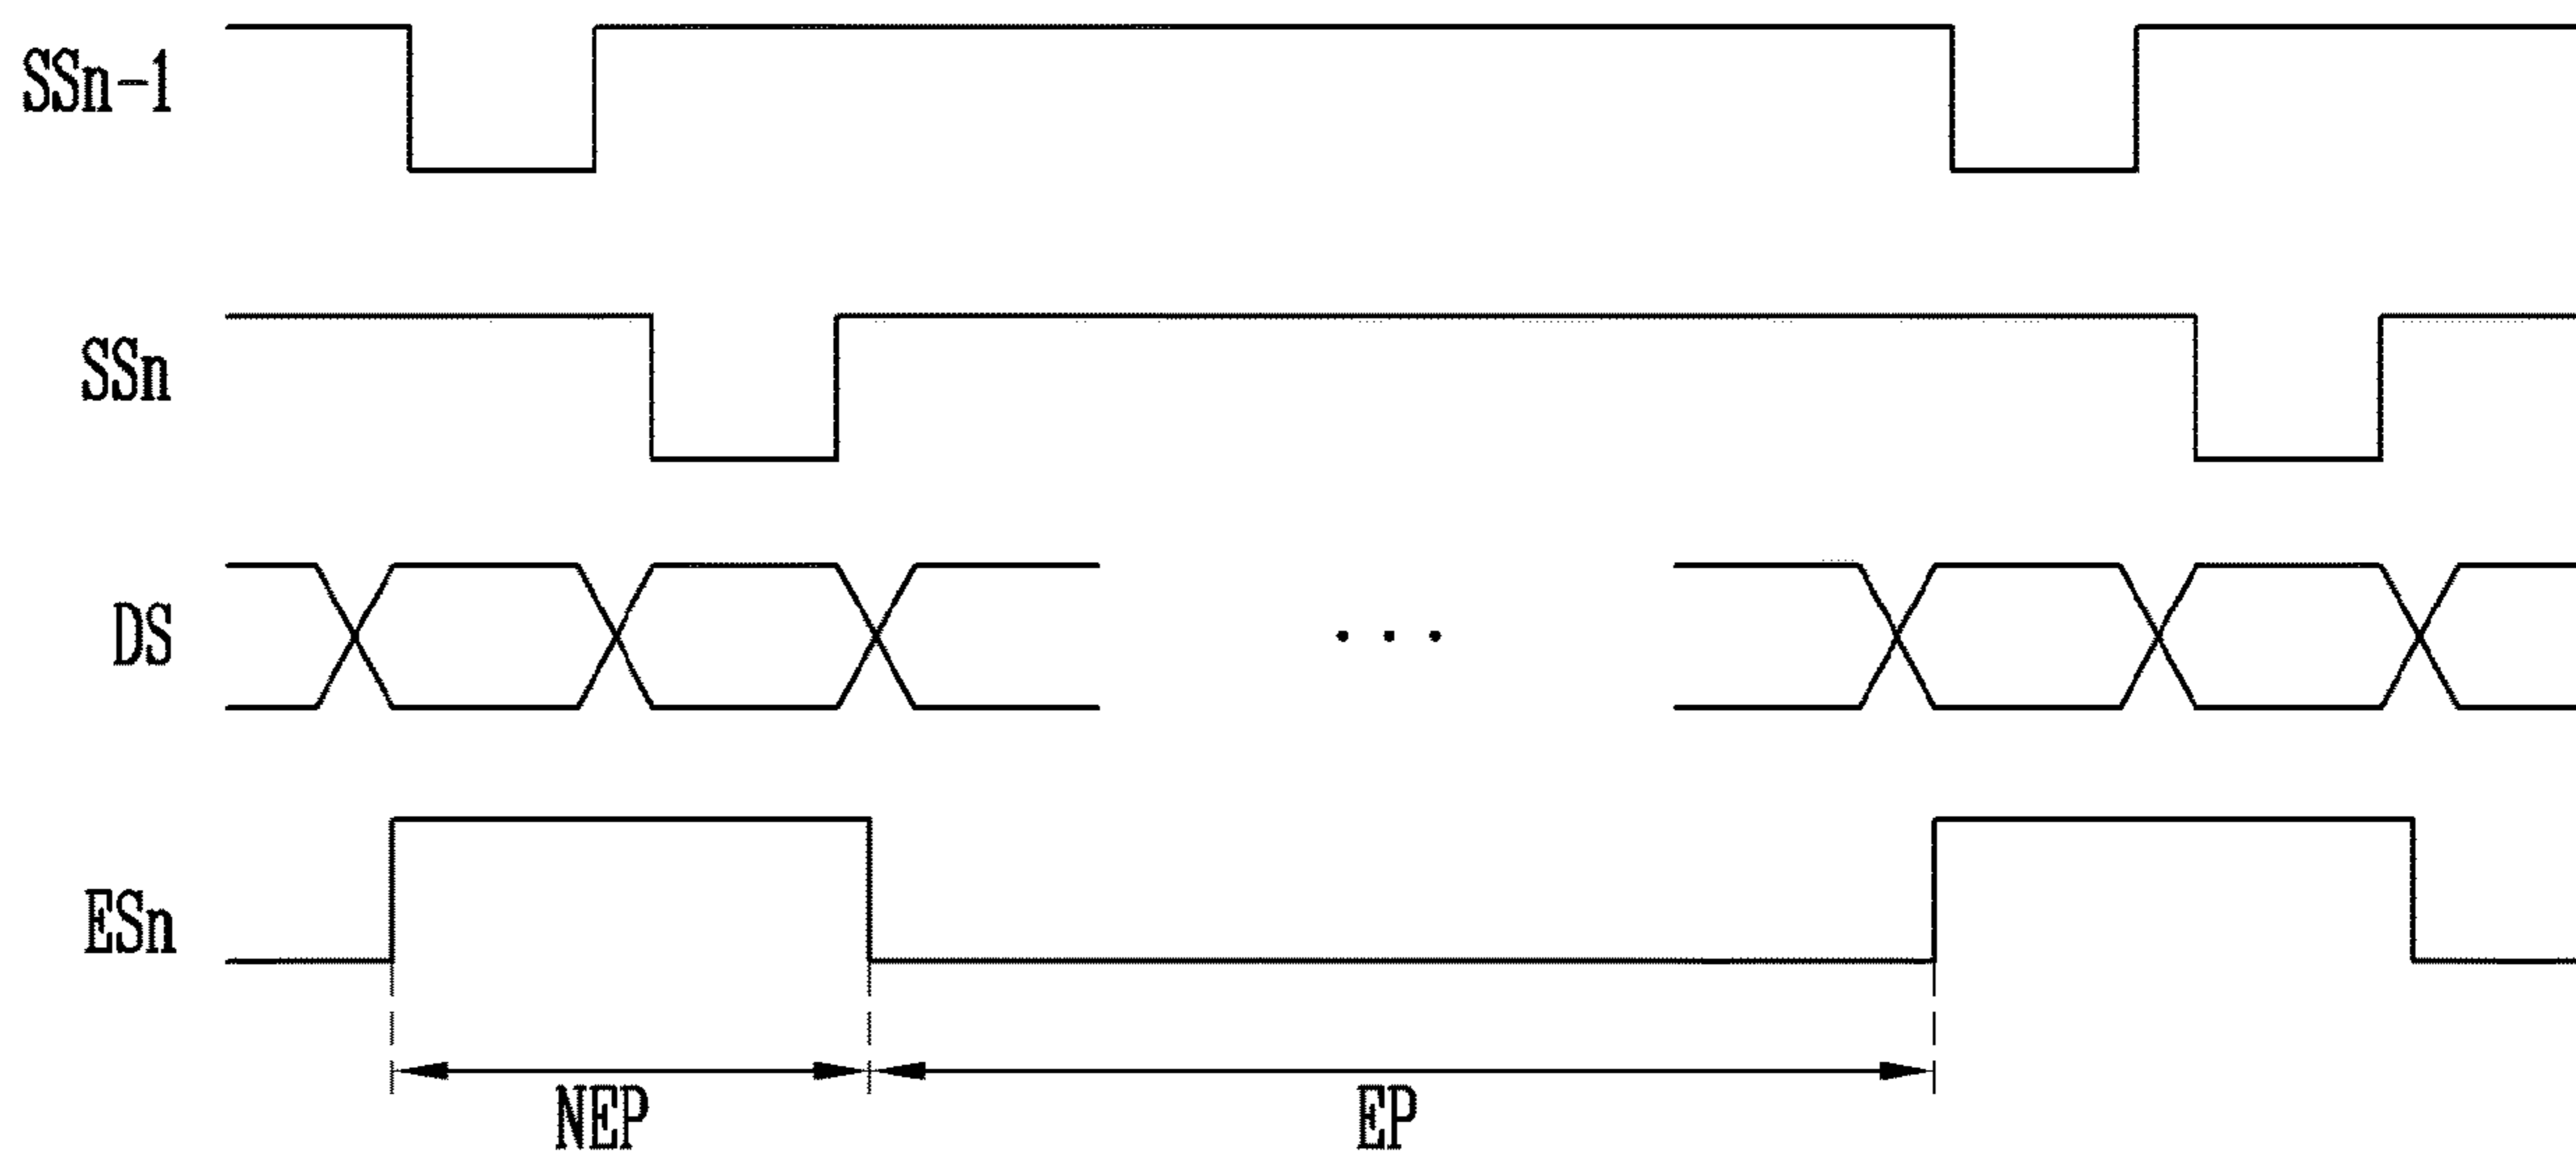 SSn-1
SSn
DS
. . .
ESn
NEP
EP